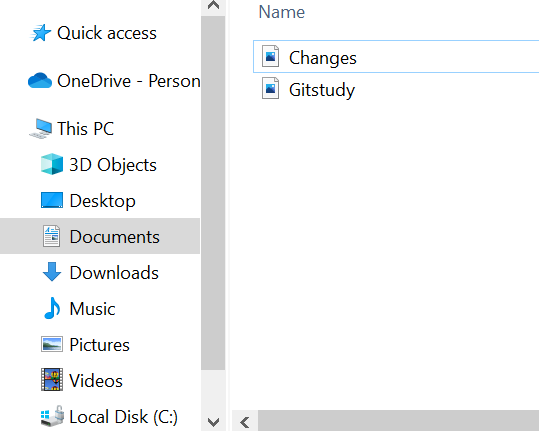 Quick access
OneDrive - Person
This PC
3D Objects
Desktop
Documents
Downloads
Music
Pictures
Videos
Local Disk (C:)
Name
Changes
Gitstudy